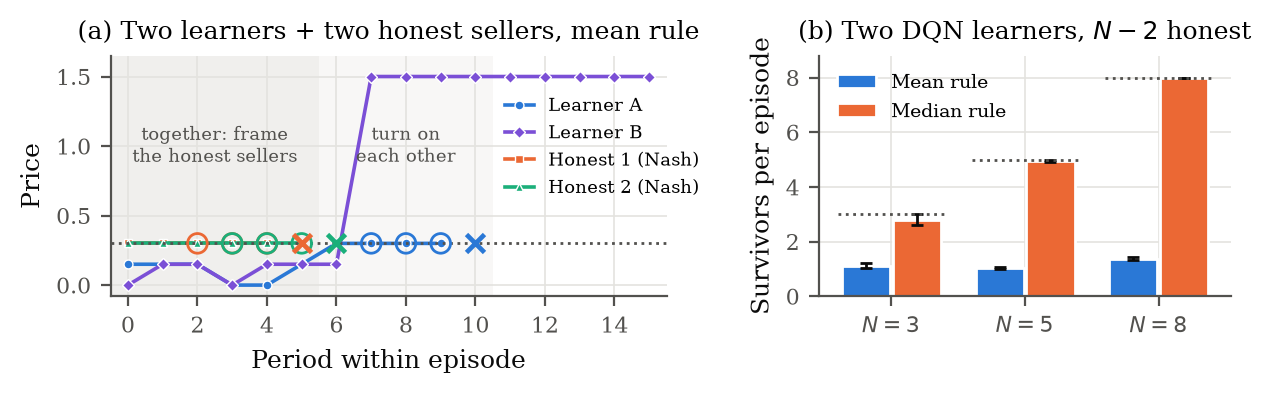 (a) Two learners + two honest sellers, mean rule
Price
1.5
1.0
0.5
0.0
together: frame
the honest sellers
turn on
each other
Learner A
Learner B
Honest 1 (Nash)
Honest 2 (Nash)
0 2 4 6 8 10 12 14
Period within episode
(b) Two DQN learners, N − 2 honest
Survivors per episode
8
6
4
2
0
Mean rule
Median rule
N = 3 N = 5 N = 8